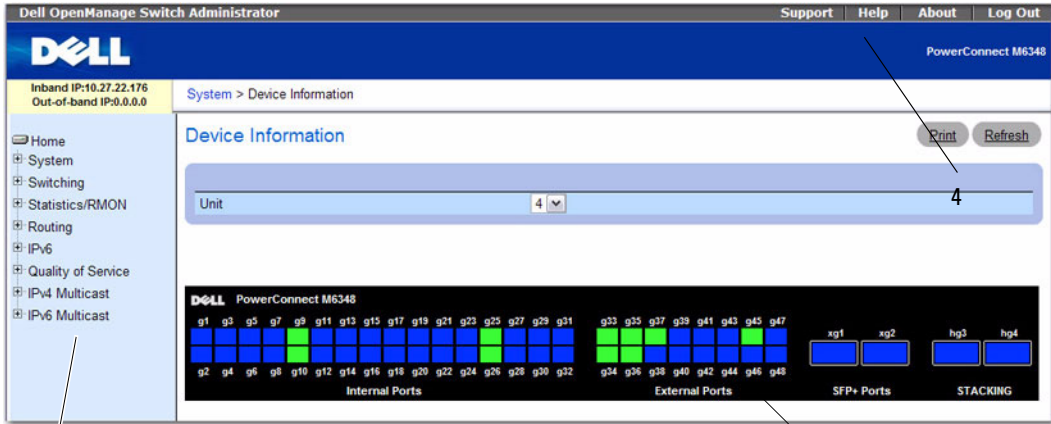 Dell OpenManage Switch Administrator
Support Help About Log Out
DELL
PowerConnect M6348
Inband IP:10.27.22.176
Out-of-band IP:0.0.0.0
System > Device Information
Home
System
Switching
Statistics/RMON
Routing
IPv6
Quality of Service
IPv4 Multicast
IPv6 Multicast
Device Information
Print Refresh
4
Unit 4
DELL PowerConnect M6348
g1 g3 g5 g7 g9 g11 g13 g15 g17 g19 g21 g23 g25 g27 g29 g31 g33 g35 g37 g39 g41 g43 g45 g47
xg1 xg2 hg3 hg4
g2 g4 g6 g8 g10 g12 g14 g16 g18 g20 g22 g24 g26 g28 g30 g32 g34 g36 g38 g40 g42 g44 g46 g48
Internal Ports External Ports SFP+ Ports STACKING